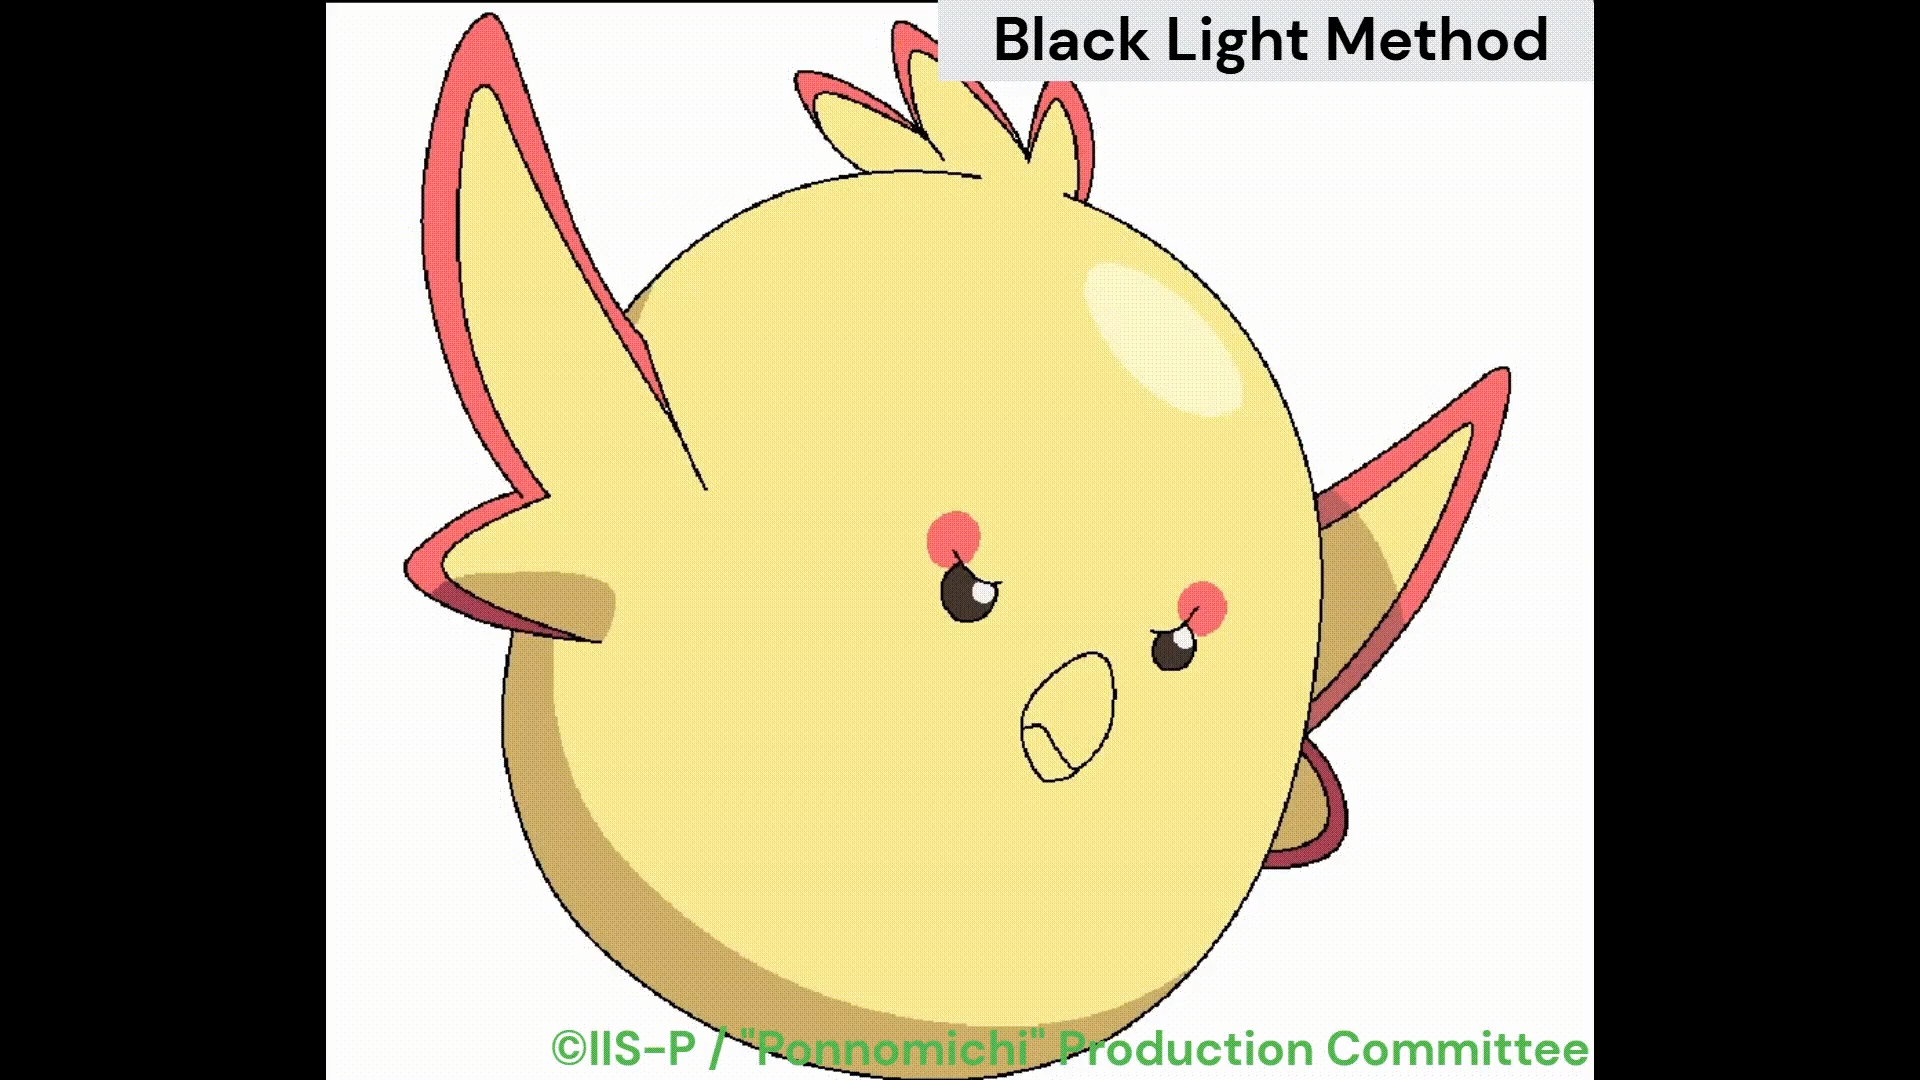 Black Light Method
©IIS-P / "Ponnomichi" Production Committee